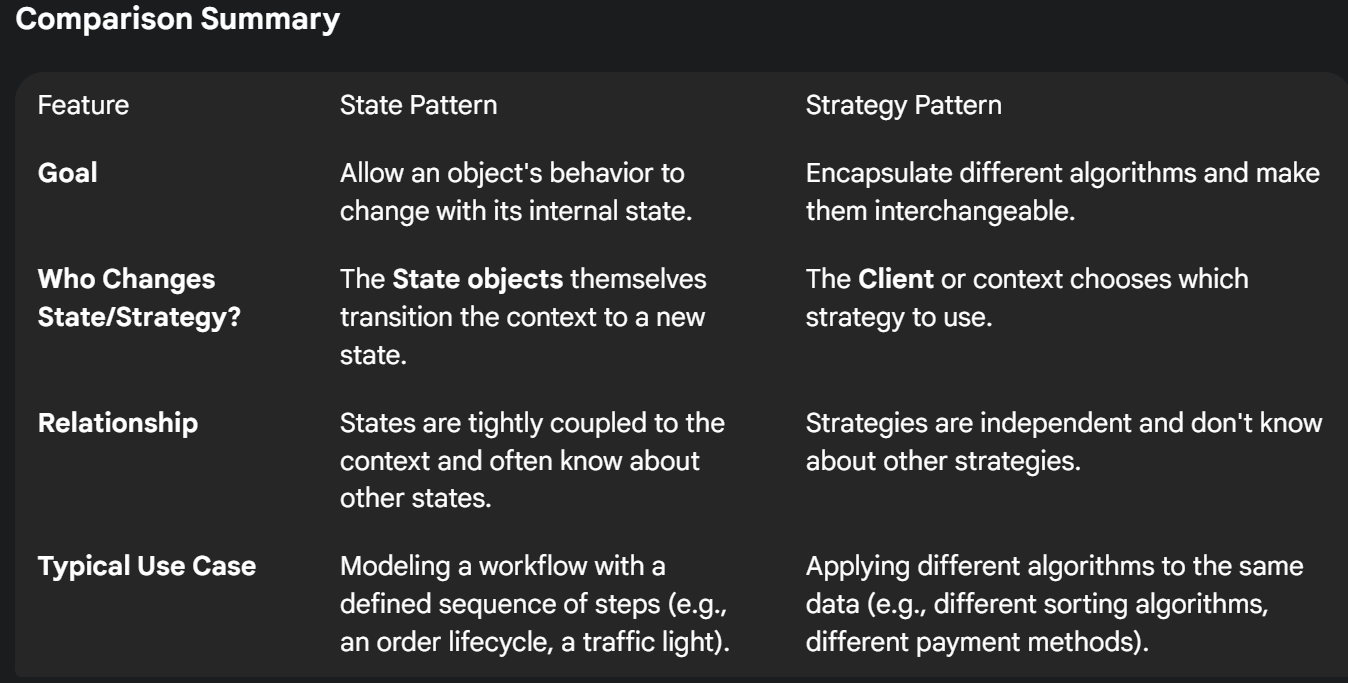 Comparison Summary
Feature State Pattern Strategy Pattern
Goal Allow an object's behavior to Encapsulate different algorithms and make
change with its internal state. them interchangeable.
Who Changes The State objects themselves The Client or context chooses which
State/Strategy? transition the context to a new strategy to use.
state.
Relationship States are tightly coupled to the Strategies are independent and don't know
context and often know about about other strategies.
other states.
Typical Use Case Modeling a workflow with a Applying different algorithms to the same
defined sequence of steps (e.g., data (e.g., different sorting algorithms,
an order lifecycle, a traffic light). different payment methods).